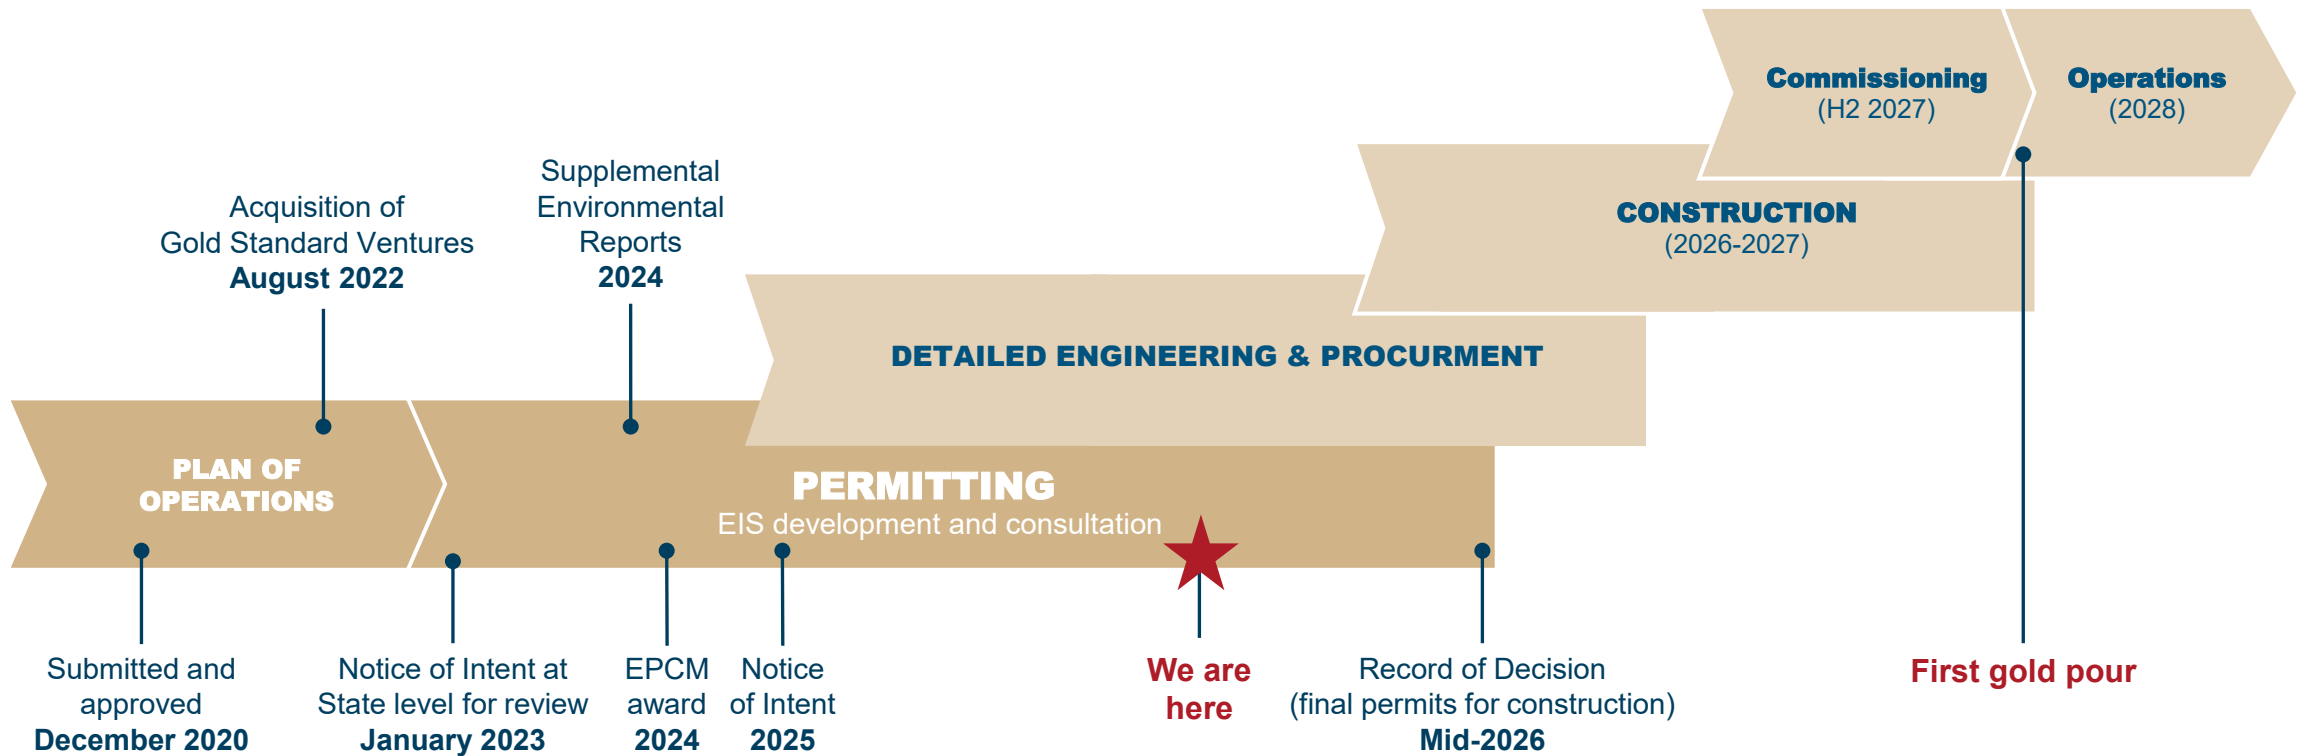 Commissioning
(H2 2027)
Operations
(2028)
CONSTRUCTION
(2026-2027)
Supplemental
Environmental
Reports
2024
Acquisition of
Gold Standard Ventures
August 2022
DETAILED ENGINEERING & PROCURMENT
PLAN OF
OPERATIONS
PERMITTING
EIS development and consultation
Submitted and
approved
December 2020
Notice of Intent at
State level for review
January 2023
EPCM
award
2024
Notice
of Intent
2025
We are
here
Record of Decision
(final permits for construction)
Mid-2026
First gold pour